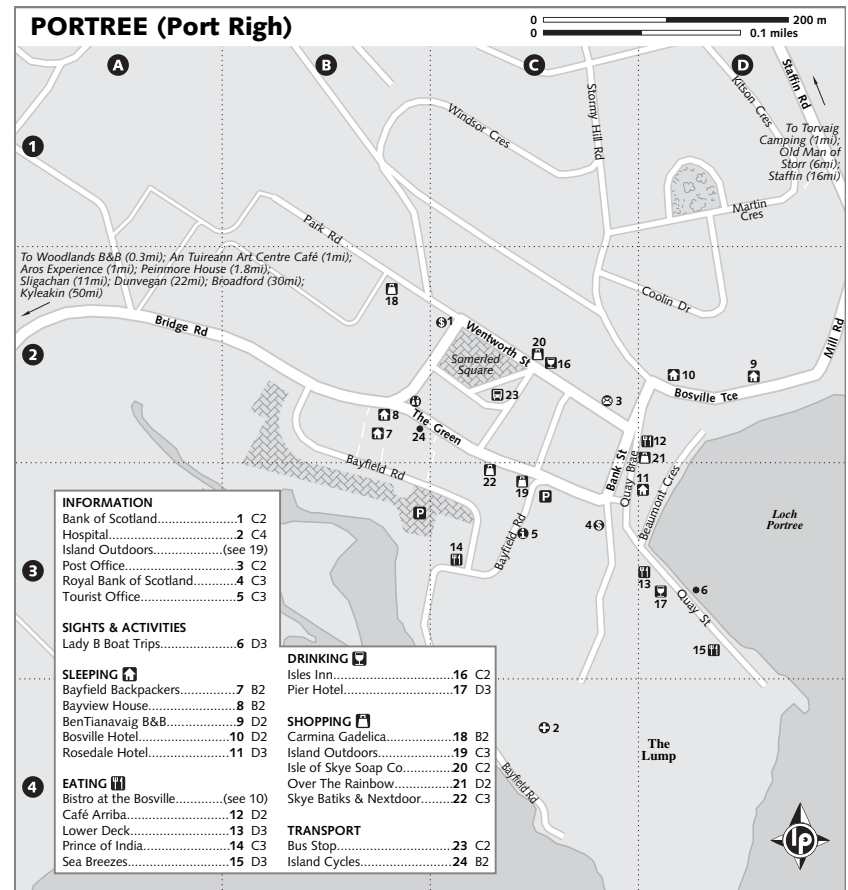 PORTREE (Port Righ)
0 200 m
0 0.1 miles
A B C D
1
2
3
4
Windsor Cres
Stormy Hill Rd
Kitson Cres
Staffin Rd
To Torvaig
Camping (1mi);
Old Man of
Storr (6mi);
Staffin (16mi)
Martin
Cres
Park Rd
To Woodlands B&B (0.3mi); An Tuireann Art Centre Café (1mi);
Aros Experience (1mi); Peinmore House (1.8mi);
Sligachan (11mi); Dunvegan (22mi); Broadford (30mi);
Kyleakin (50mi)
18
Coolin Dr
Bridge Rd
1
Wentworth St
20
16
Somerled
Square
23
3
10
9
Mill Rd
Bosville Tce
8
7
24
The Green
12
21
Bank St
Quay Brae
11
Beaumont Cres
Bayfield Rd
22
19
P
P
Bayfield Rd
5
4
14
Loch
Portree
13
17
6
Quay St
15
2
The
Lump
Bayfield Rd
lp
INFORMATION
Bank of Scotland........................1 C2
Hospital........................................2 C4
Island Outdoors...................(see 19)
Post Office...................................3 C2
Royal Bank of Scotland.............4 C3
Tourist Office..............................5 C3
SIGHTS & ACTIVITIES
Lady B Boat Trips.......................6 D3
SLEEPING
Bayfield Backpackers.................7 B2
Bayview House...........................8 B2
BenTianavaig B&B......................9 D2
Bosville Hotel............................10 D2
Rosedale Hotel.........................11 D3
EATING
Bistro at the Bosville............(see 10)
Café Arriba................................12 D2
Lower Deck...............................13 D3
Prince of India..........................14 C3
Sea Breezes...............................15 D3
DRINKING
Isles Inn.....................................16 C2
Pier Hotel..................................17 D3
SHOPPING
Carmina Gadelica.....................18 B2
Island Outdoors........................19 C3
Isle of Skye Soap Co................20 C2
Over The Rainbow...................21 D2
Skye Batiks & Nextdoor...........22 C3
TRANSPORT
Bus Stop....................................23 C2
Island Cycles.............................24 B2